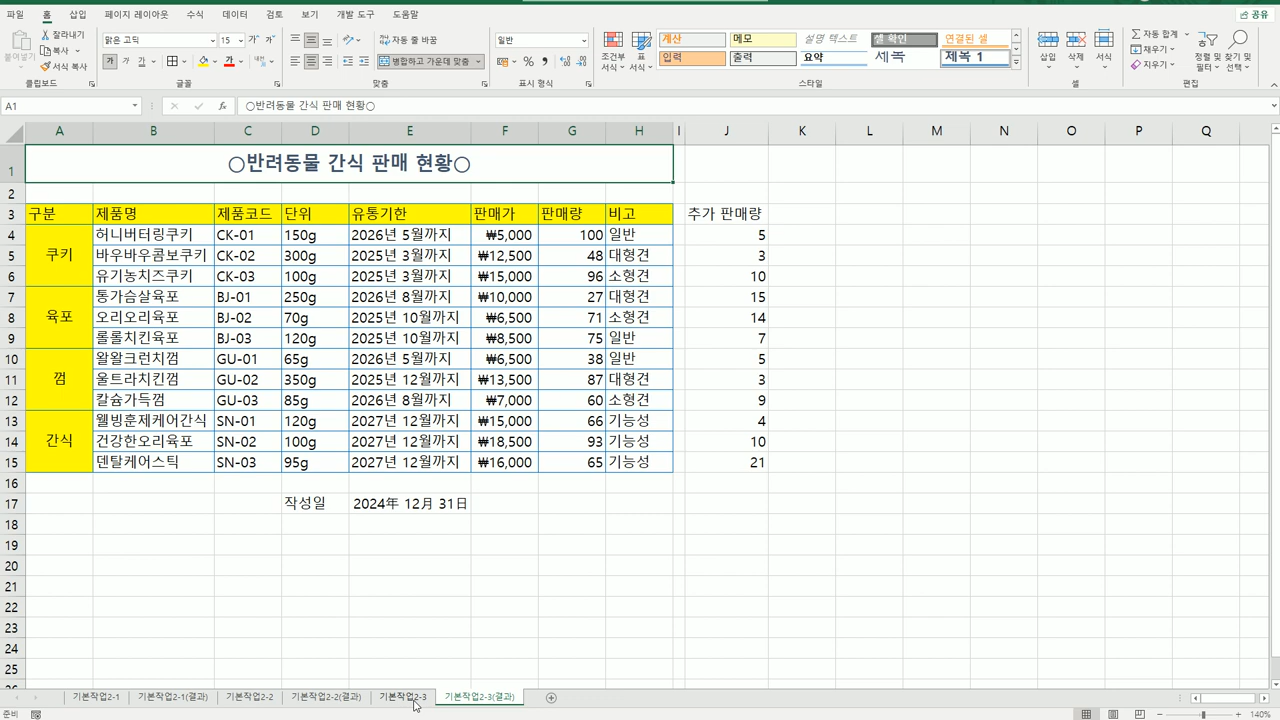 파일 홈 삽입 페이지 레이아웃 수식 데이터 검토 보기 개발 도구 도움말 공유
잘라내기 맑은 고딕 15 가 가 자동 줄 바꿈 일반 계산 메모 설명 텍스트 셀 확인 연결된 셀 자동 합계
붙여넣기 복사 조건부 서식 표 서식 삽입 삭제 서식 채우기 정렬 및 필터 찾기 및 선택
서식 복사 가 가 가 가 병합하고 가운데 맞춤 % 입력 출력 요약 제목 제목 1 지우기
클립보드 글꼴 맞춤 표시 형식 스타일 셀 편집
A1 fx ○반려동물 간식 판매 현황○
A B C D E F G H I J K L M N O P Q
1 ○반려동물 간식 판매 현황○
2
3 구분 제품명 제품코드 단위 유통기한 판매가 판매량 비고 추가 판매량
4 쿠키 허니버터링쿠키 CK-01 150g 2026년 5월까지 ₩5,000 100 일반 5
5 바우바우콤보쿠키 CK-02 300g 2025년 3월까지 ₩12,500 48 대형견 3
6 유기농치즈쿠키 CK-03 100g 2025년 3월까지 ₩15,000 96 소형견 10
7 육포 통가슴살육포 BJ-01 250g 2026년 8월까지 ₩10,000 27 대형견 15
8 오리오리육포 BJ-02 70g 2025년 10월까지 ₩6,500 71 소형견 14
9 롤롤치킨육포 BJ-03 120g 2025년 10월까지 ₩8,500 75 일반 7
10 껌 왈왈크런치껌 GU-01 65g 2026년 5월까지 ₩6,500 38 일반 5
11 울트라치킨껌 GU-02 350g 2025년 12월까지 ₩13,500 87 대형견 3
12 칼슘가득껌 GU-03 85g 2026년 8월까지 ₩7,000 60 소형견 9
13 간식 웰빙훈제케어간식 SN-01 120g 2027년 12월까지 ₩15,000 66 기능성 4
14 건강한오리육포 SN-02 100g 2027년 12월까지 ₩18,500 93 기능성 10
15 덴탈케어스틱 SN-03 95g 2027년 12월까지 ₩16,000 65 기능성 21
16
17 작성일 2024年 12月 31日
18
19
20
21
22
23
24
25
기본작업2-1 기본작업2-1(결과) 기본작업2-2 기본작업2-2(결과) 기본작업2-3 기본작업2-3(결과)
준비 140%